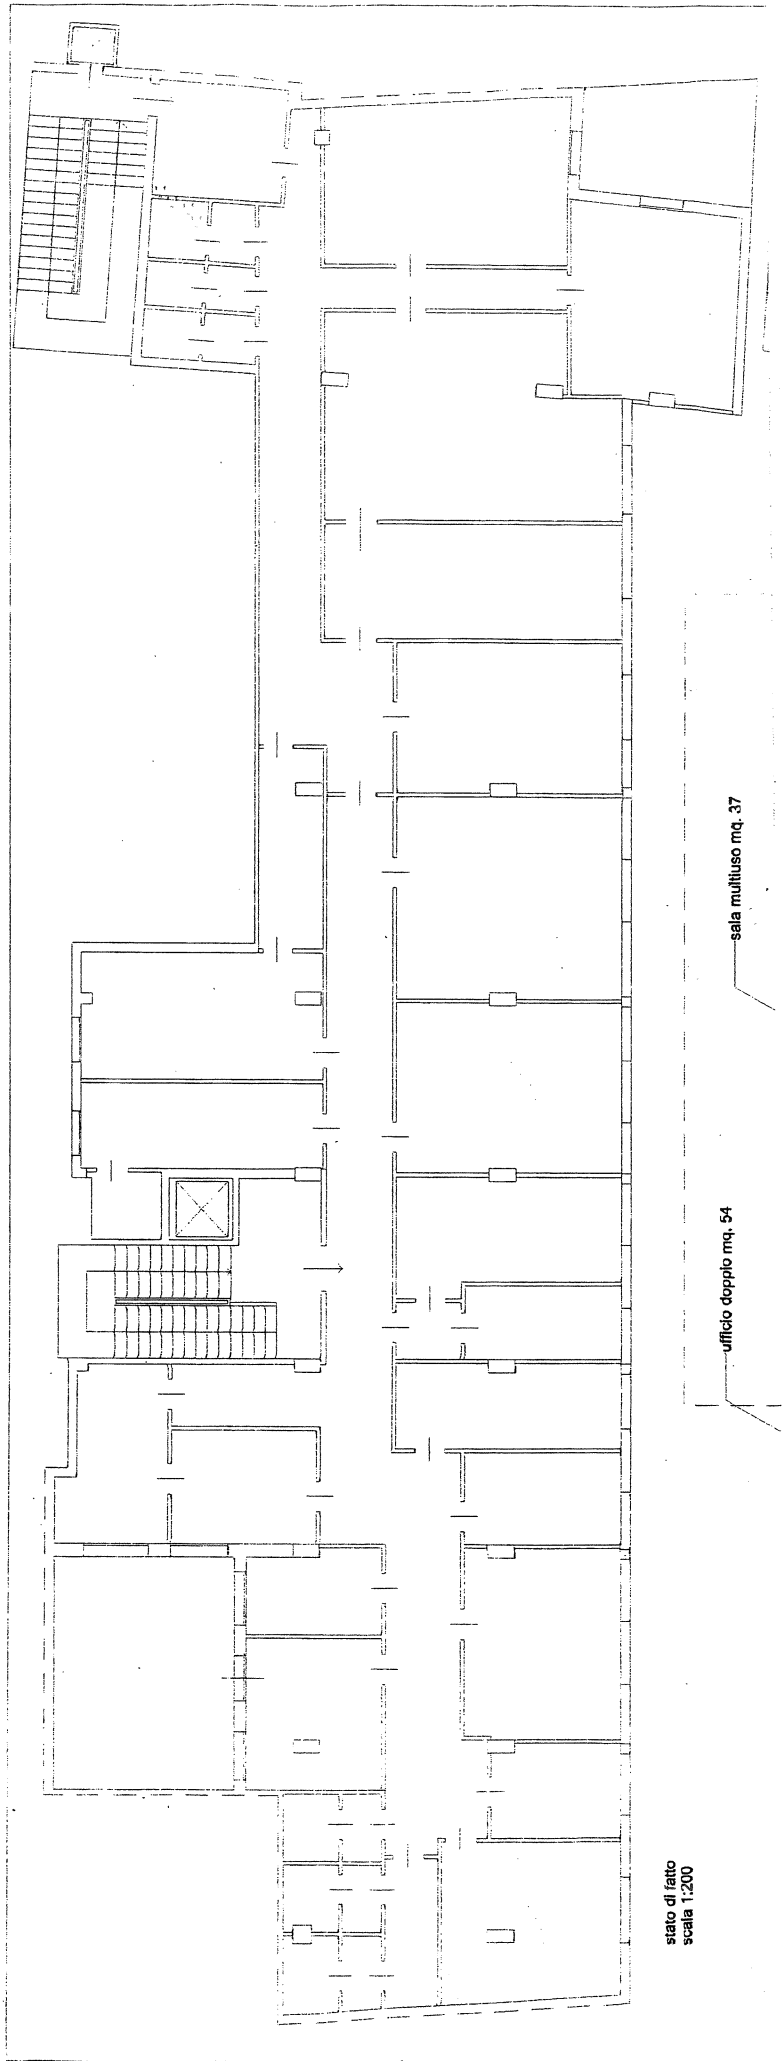 sala multiuso mq. 37
ufficio doppio mq. 54
stato di fatto
scala 1:200